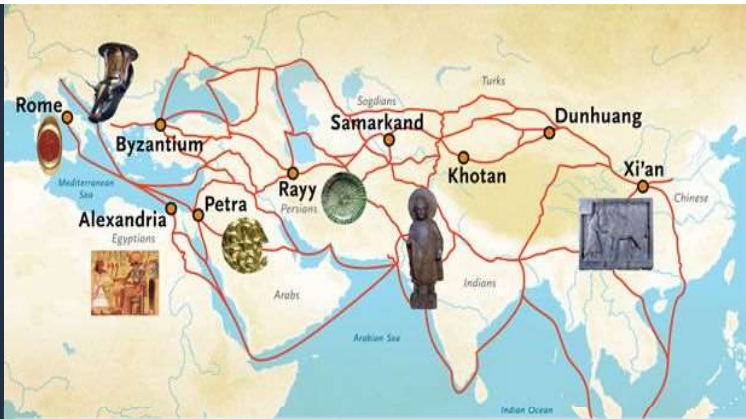 Turks
Sogdians
Rome
Dunhuang
Samarkand
Byzantium
Khotan
Xi'an
Mediterranean
Sea
Rayy
Persians
Chinese
Petra
Alexandria
Egyptians
Indians
Arabs
Arabian Sea
Indian Ocean